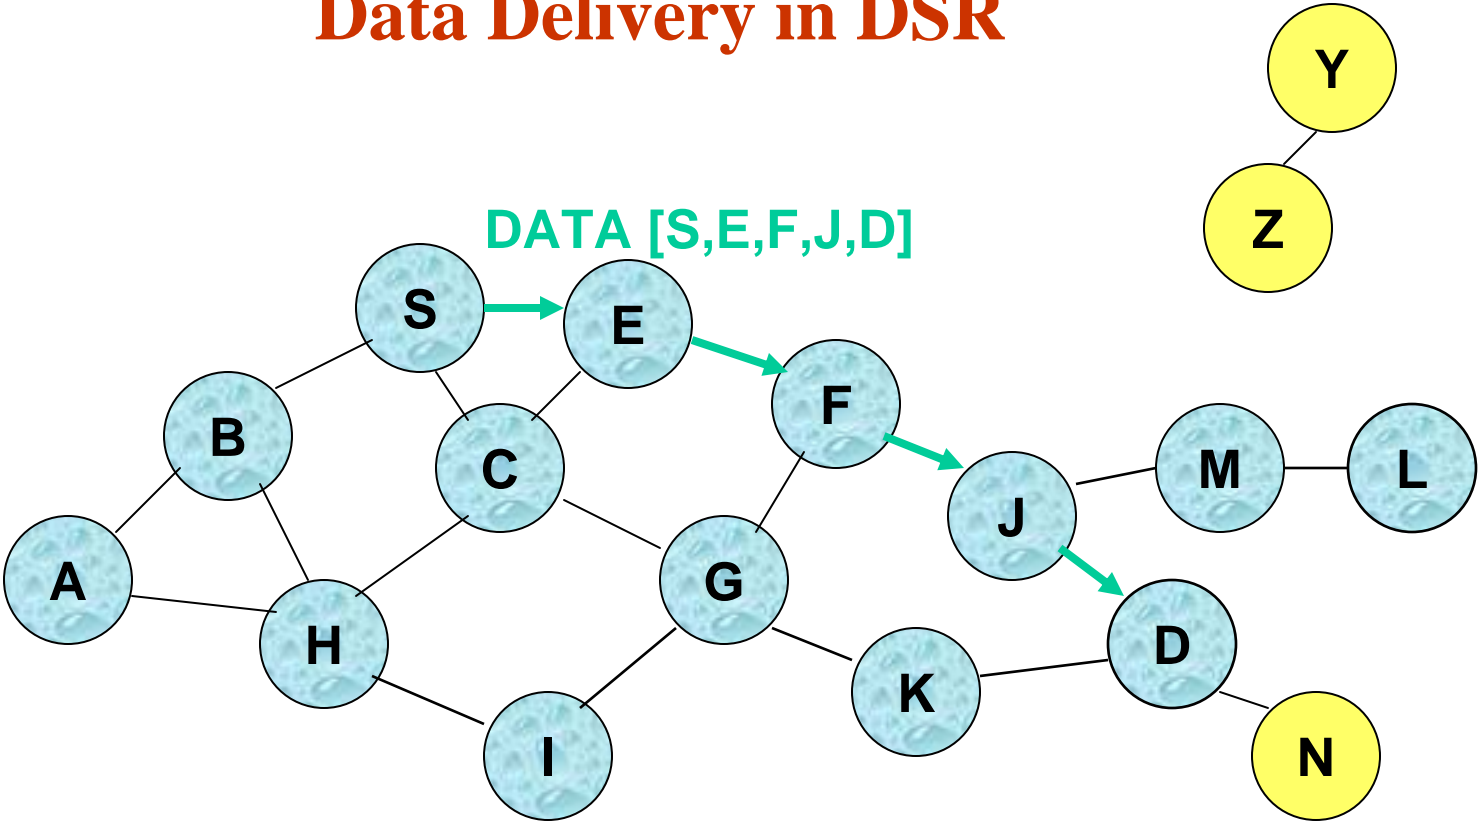 Data Delivery in DSR
Y
Z
DATA [S,E,F,J,D]
S
E
F
B
C
M
L
J
A
G
H
D
K
I
N